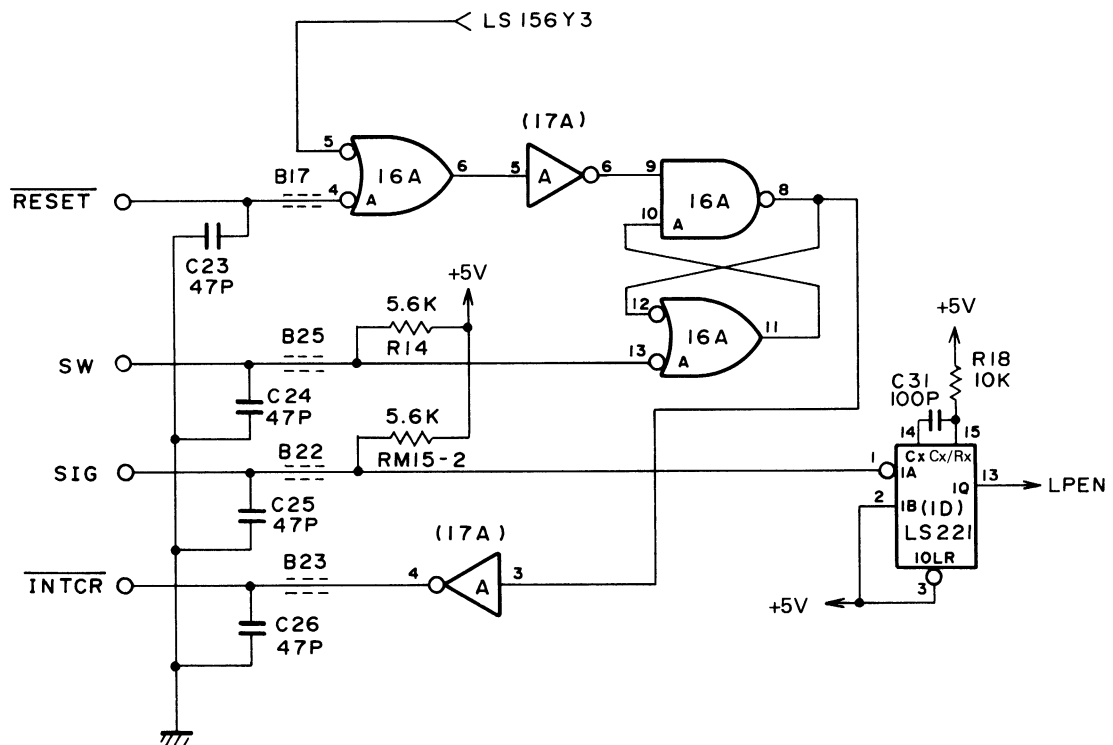 LS156Y3
(17A)
5
B17
16A
6
5
A
6
9
8
16A
RESET
4
A
10
A
C23
47P
+5V
5.6K
12
16A
11
+5V
B25
R14
13
A
SW
R18
10K
C31
100P
C24
47P
5.6K
14
15
B22
RM15-2
1
Cx
Cx/Rx
SIG
1A
13
1Q
LPEN
2
1B
(1D)
C25
47P
LS221
(17A)
B23
1CLR
INTCR
4
A
3
3
+5V
C26
47P